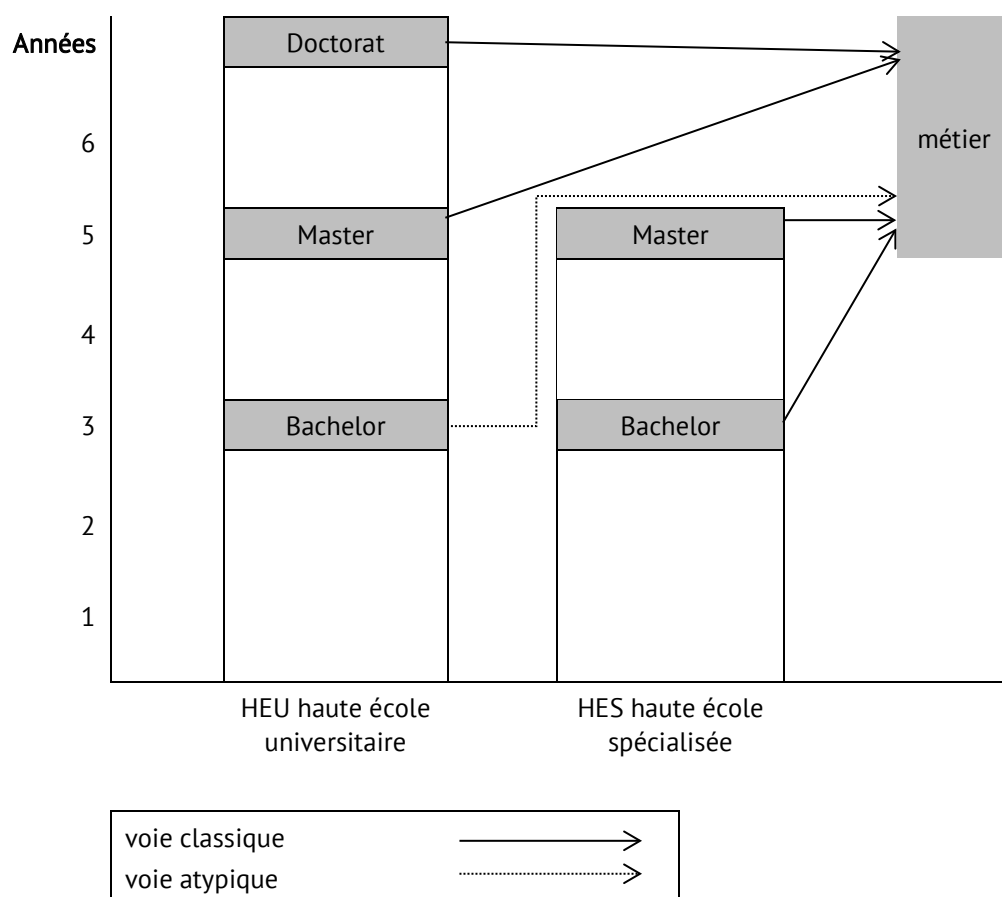 Années
Doctorat
6
métier
5
Master
Master
4
3
Bachelor
Bachelor
2
1
HEU haute école
universitaire
HES haute école
spécialisée
voie classique
voie atypique